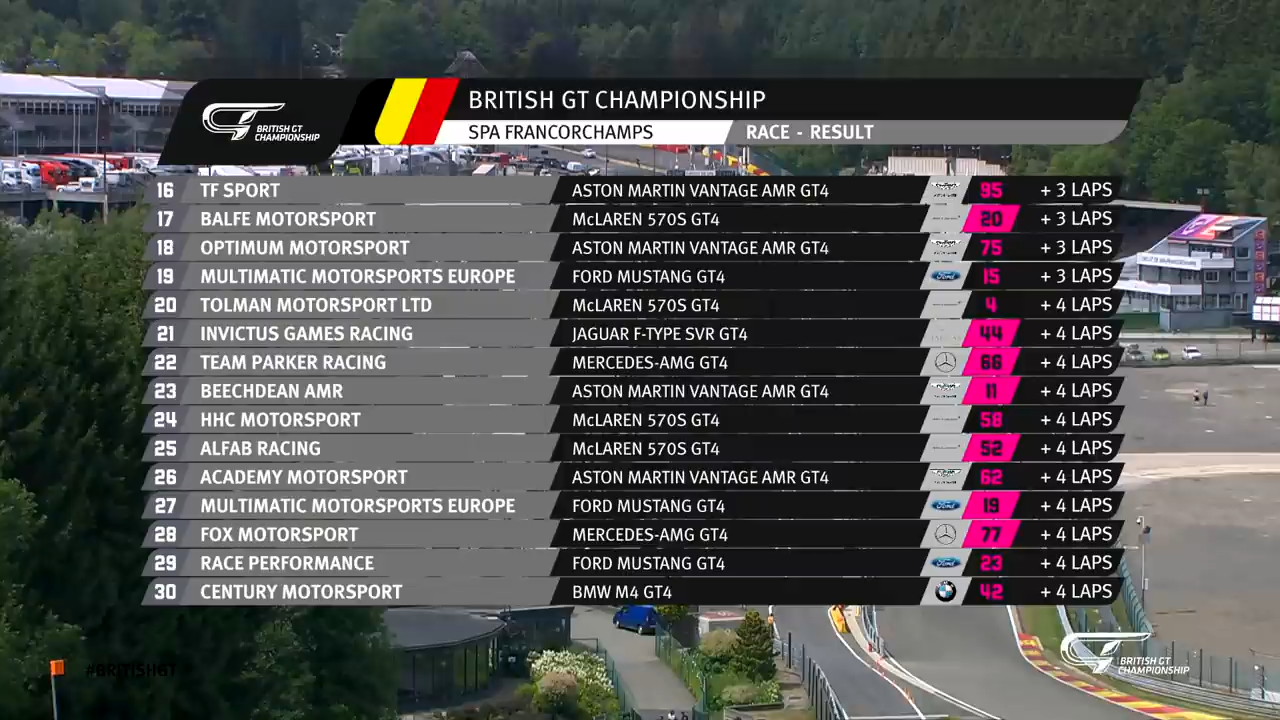 BRITISH GT CHAMPIONSHIP
BRITISH GT
CHAMPIONSHIP
SPA FRANCORCHAMPS RACE - RESULT
16 TF SPORT ASTON MARTIN VANTAGE AMR GT4 95 + 3 LAPS
17 BALFE MOTORSPORT McLAREN 570S GT4 20 + 3 LAPS
18 OPTIMUM MOTORSPORT ASTON MARTIN VANTAGE AMR GT4 75 + 3 LAPS
19 MULTIMATIC MOTORSPORTS EUROPE FORD MUSTANG GT4 Ford 15 + 3 LAPS
20 TOLMAN MOTORSPORT LTD McLAREN 570S GT4 4 + 4 LAPS
21 INVICTUS GAMES RACING JAGUAR F-TYPE SVR GT4 44 + 4 LAPS
22 TEAM PARKER RACING MERCEDES-AMG GT4 66 + 4 LAPS
23 BEECHDEAN AMR ASTON MARTIN VANTAGE AMR GT4 11 + 4 LAPS
24 HHC MOTORSPORT McLAREN 570S GT4 58 + 4 LAPS
25 ALFAB RACING McLAREN 570S GT4 52 + 4 LAPS
26 ACADEMY MOTORSPORT ASTON MARTIN VANTAGE AMR GT4 62 + 4 LAPS
27 MULTIMATIC MOTORSPORTS EUROPE FORD MUSTANG GT4 Ford 19 + 4 LAPS
28 FOX MOTORSPORT MERCEDES-AMG GT4 77 + 4 LAPS
29 RACE PERFORMANCE FORD MUSTANG GT4 Ford 23 + 4 LAPS
30 CENTURY MOTORSPORT BMW M4 GT4 42 + 4 LAPS
#BRITISHGT
BRITISH GT
CHAMPIONSHIP